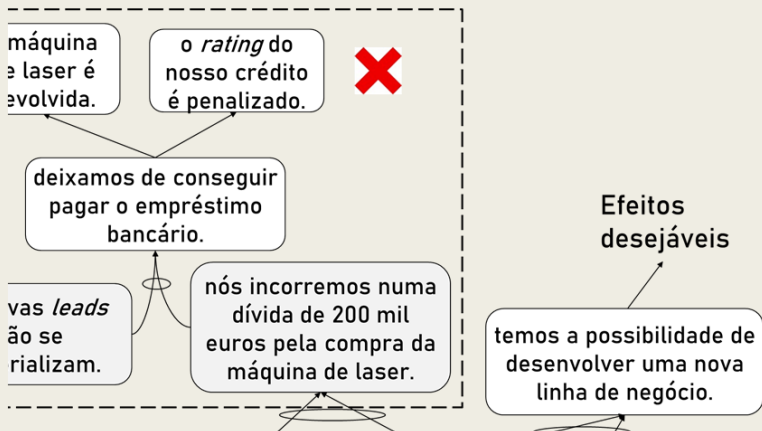 máquina
e laser é
evolvida.
o rating do
nosso crédito
é penalizado.
deixamos de conseguir
pagar o empréstimo
bancário.
Efeitos
desejáveis
vas leads
ão se
rializam.
nós incorremos numa
dívida de 200 mil
euros pela compra da
máquina de laser.
temos a possibilidade de
desenvolver uma nova
linha de negócio.